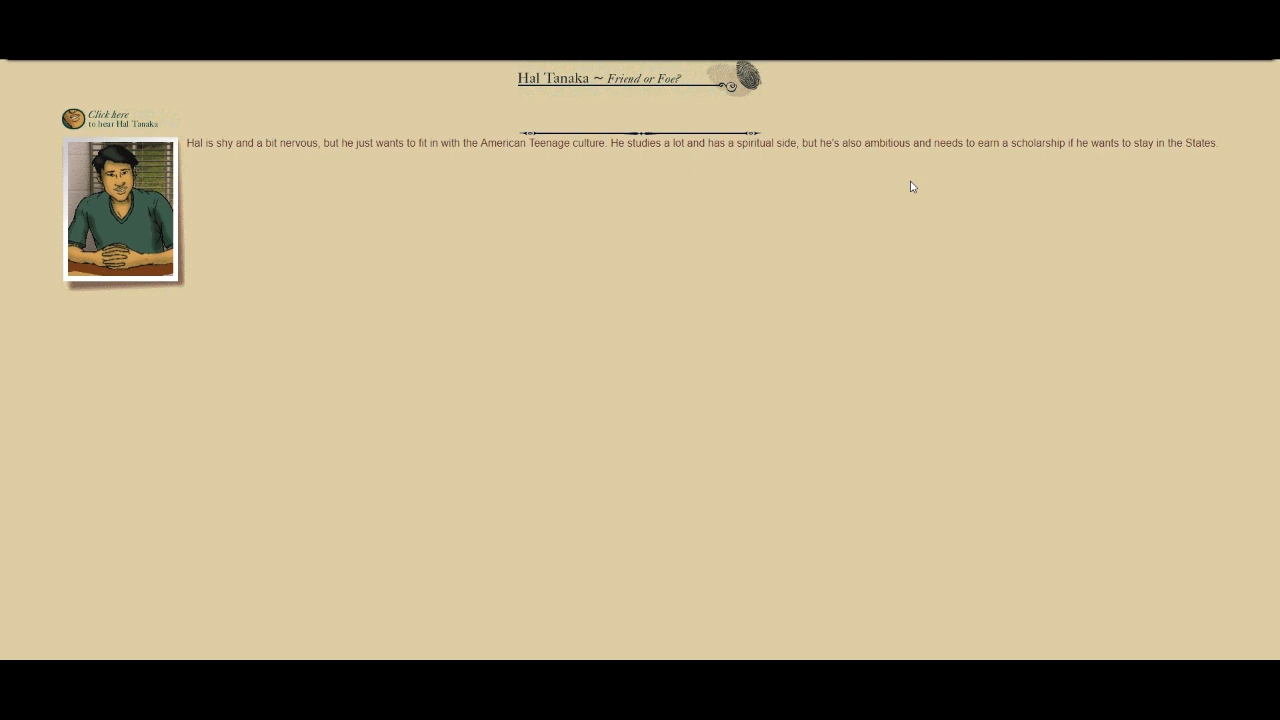 Hal Tanaka ~ Friend or Foe?
Click here
to hear Hal Tanaka
Hal is shy and a bit nervous, but he just wants to fit in with the American Teenage culture. He studies a lot and has a spiritual side, but he's also ambitious and needs to earn a scholarship if he wants to stay in the States.